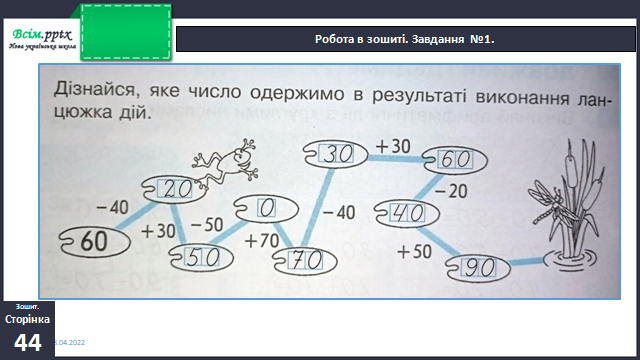 Всім.pptx
Нова українська школа
Робота в зошиті. Завдання №1.
Дізнайся, яке число одержимо в результаті виконання лан-
цюжка дій.
60
– 40
20
+30
50
– 50
0
+70
70
– 40
30
+30
60
– 20
40
+50
90
Зошит.
Сторінка
44
.04.2022